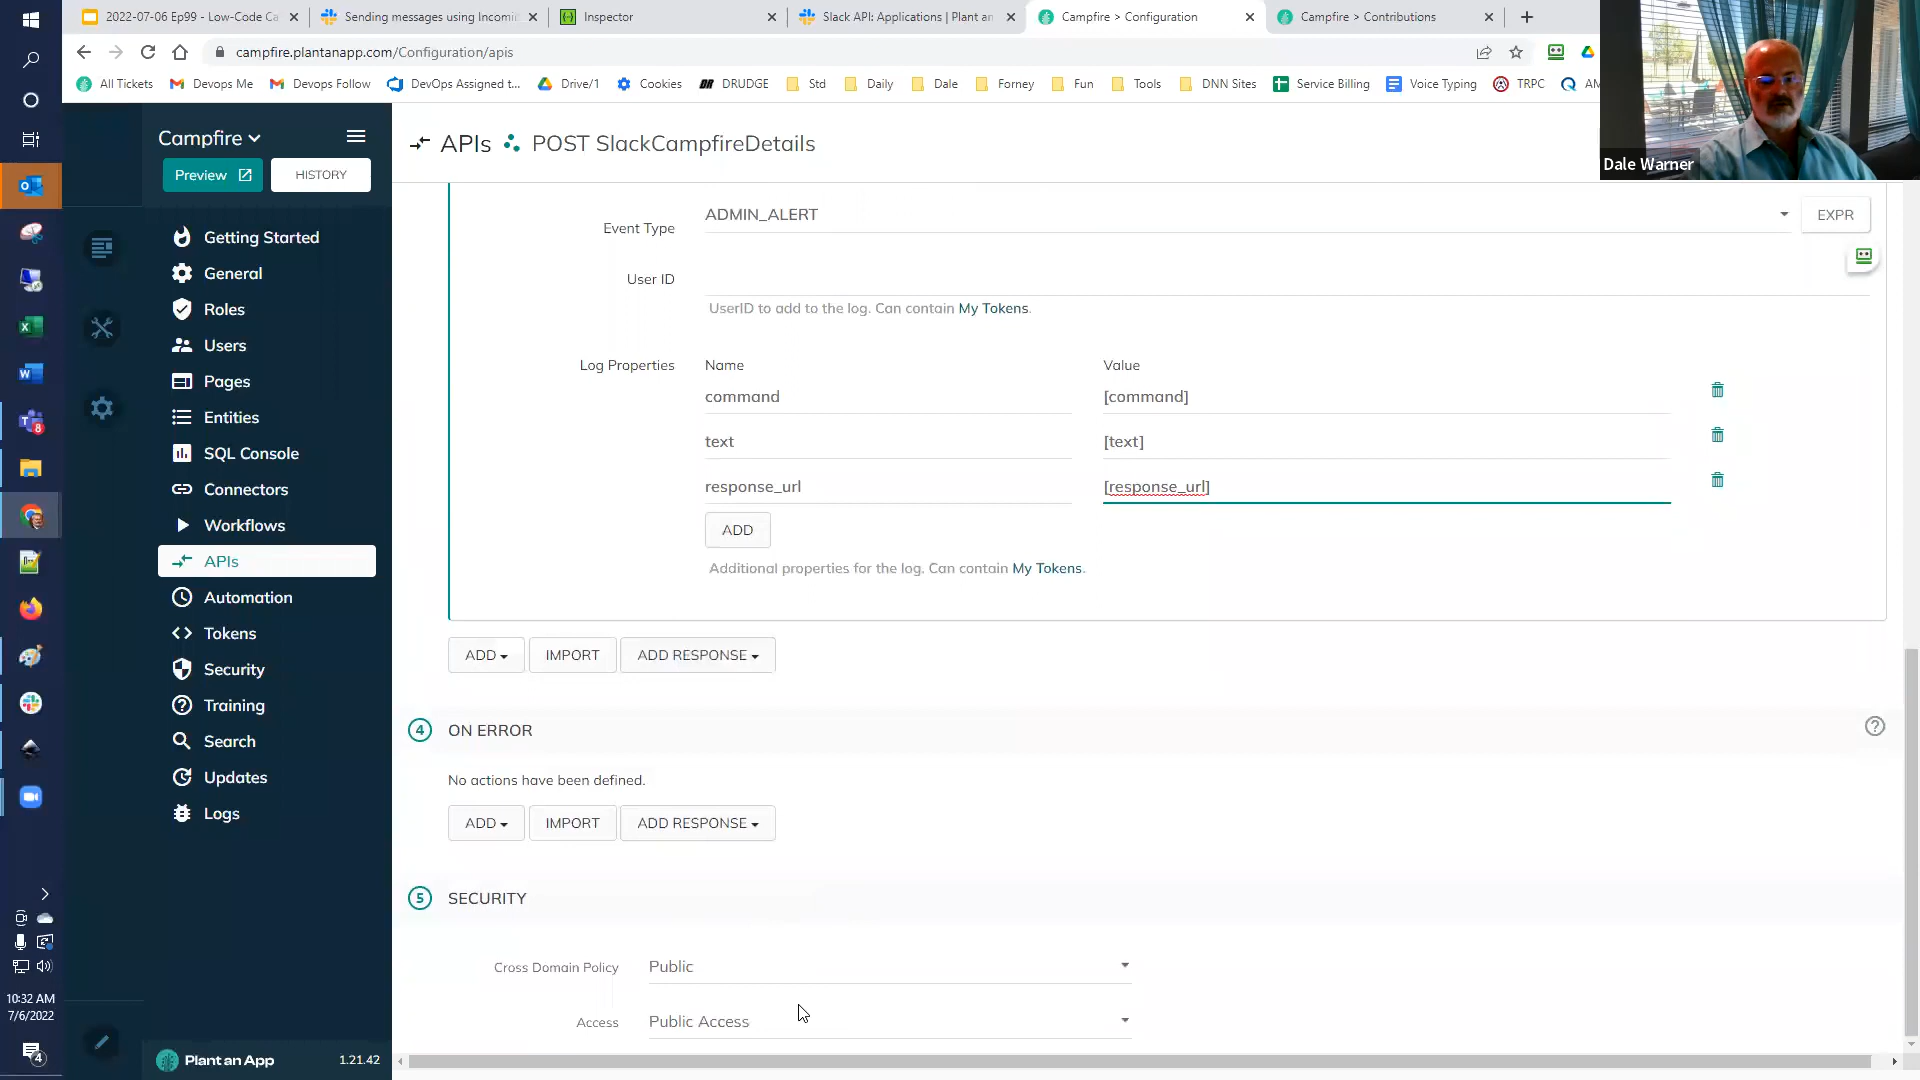 2022-07-06 Ep99 - Low-Code Ca
Sending messages using Incomi
Inspector
Slack API: Applications | Plant an
Campfire > Configuration
Campfire > Contributions
campfire.plantanapp.com/Configuration/apis
All Tickets
Devops Me
Devops Follow
DevOps Assigned t...
Drive/1
Cookies
DRUDGE
Std
Daily
Dale
Forney
Fun
Tools
DNN Sites
Service Billing
Voice Typing
TRPC
Dale Warner
Campfire
Preview
HISTORY
Getting Started
General
Roles
Users
Pages
Entities
SQL Console
Connectors
Workflows
APIs
Automation
Tokens
Security
Training
Search
Updates
Logs
Plant an App
1.21.42
10:32 AM
7/6/2022
4
8
APIs
POST SlackCampfireDetails
Event Type
ADMIN_ALERT
EXPR
User ID
UserID to add to the log. Can contain My Tokens.
Log Properties
Name
Value
command
[command]
text
[text]
response_url
[response_url]
ADD
Additional properties for the log. Can contain My Tokens.
ADD
IMPORT
ADD RESPONSE
4
ON ERROR
No actions have been defined.
ADD
IMPORT
ADD RESPONSE
5
SECURITY
Cross Domain Policy
Public
Access
Public Access